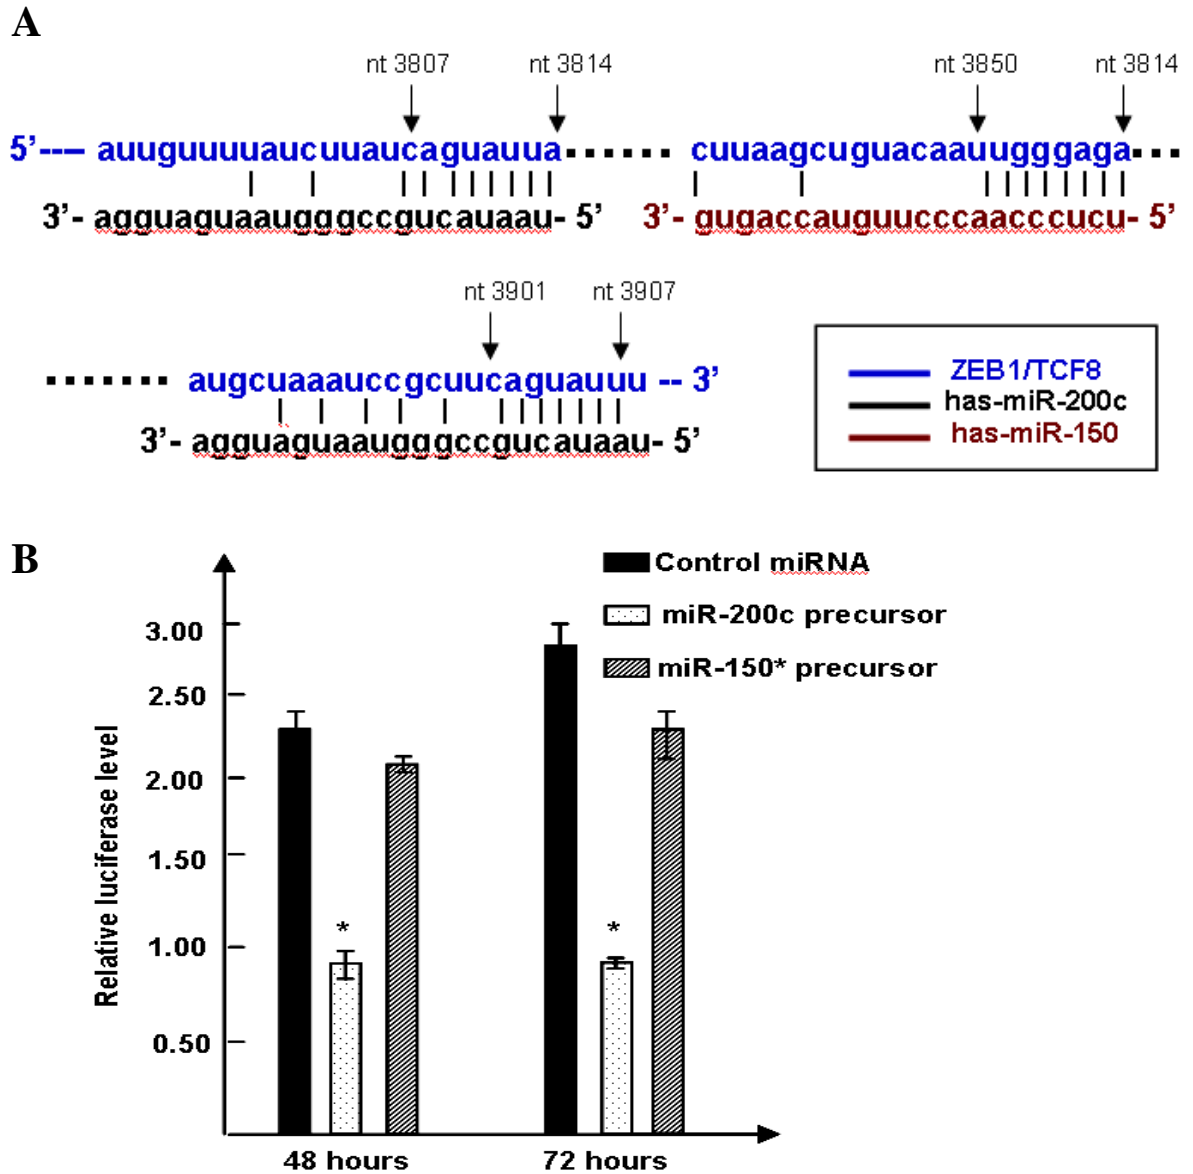 A
nt 3807 nt 3814 nt 3850 nt 3814
5'---- auuguuuuaucuuaucaguauua...... cuuaagcuguacaauugggaga...
3'- agguaguaaugggccgucauaau- 5' 3'- gugaccauguucccaacccucu- 5'
nt 3901 nt 3907
....... augcuaaauccgcuucaguauuu -- 3'
3'- agguaguaaugggccgucauaau- 5'
ZEB1/TCF8
has-miR-200c
has-miR-150
B
Control miRNA
miR-200c precursor
miR-150* precursor
Relative luciferase level
3.00
2.50
2.00
1.50
1.00
0.50
* *
48 hours 72 hours